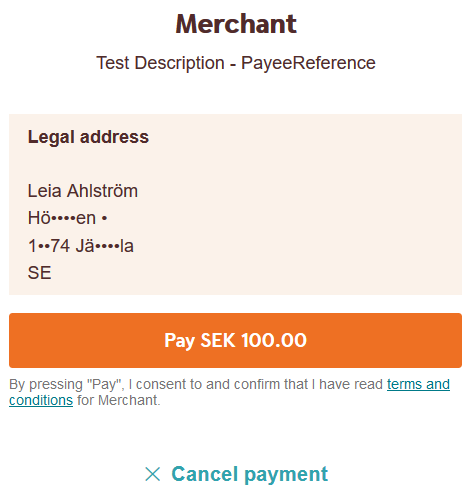 Merchant
Test Description - PayeeReference
Legal address
Leia Ahlström
Hö••••en •
1••74 Jä••••la
SE
Pay SEK 100.00
By pressing "Pay", I consent to and confirm that I have read terms and
conditions for Merchant.
Cancel payment